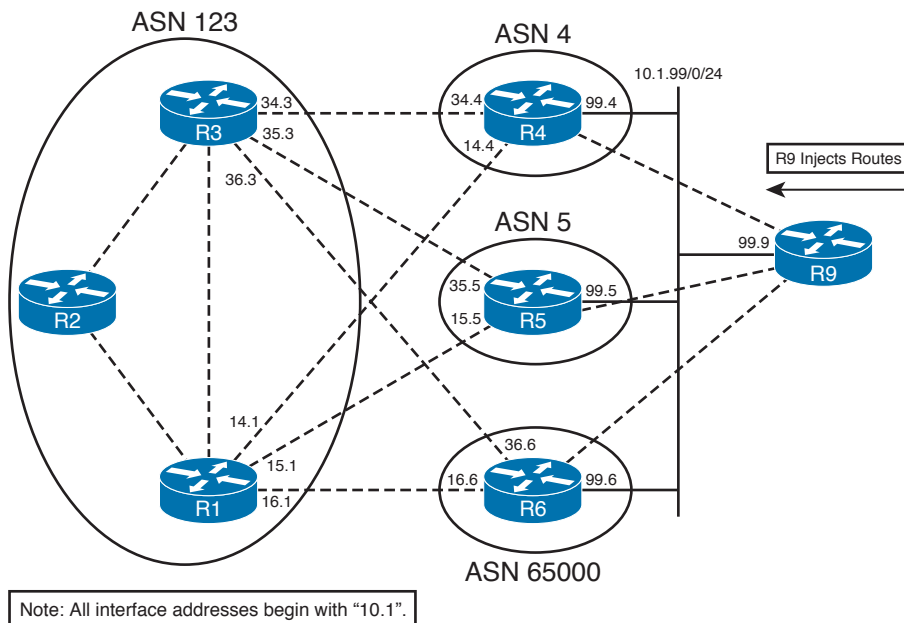 ASN 123
ASN 4
10.1.99/0/24
34.3
34.4
99.4
R3
R4
35.3
14.4
R9 Injects Routes
36.3
ASN 5
99.9
R9
35.5
99.5
R2
R5
15.5
14.1
36.6
15.1
16.6
99.6
R1
16.1
R6
ASN 65000
Note: All interface addresses begin with “10.1”.